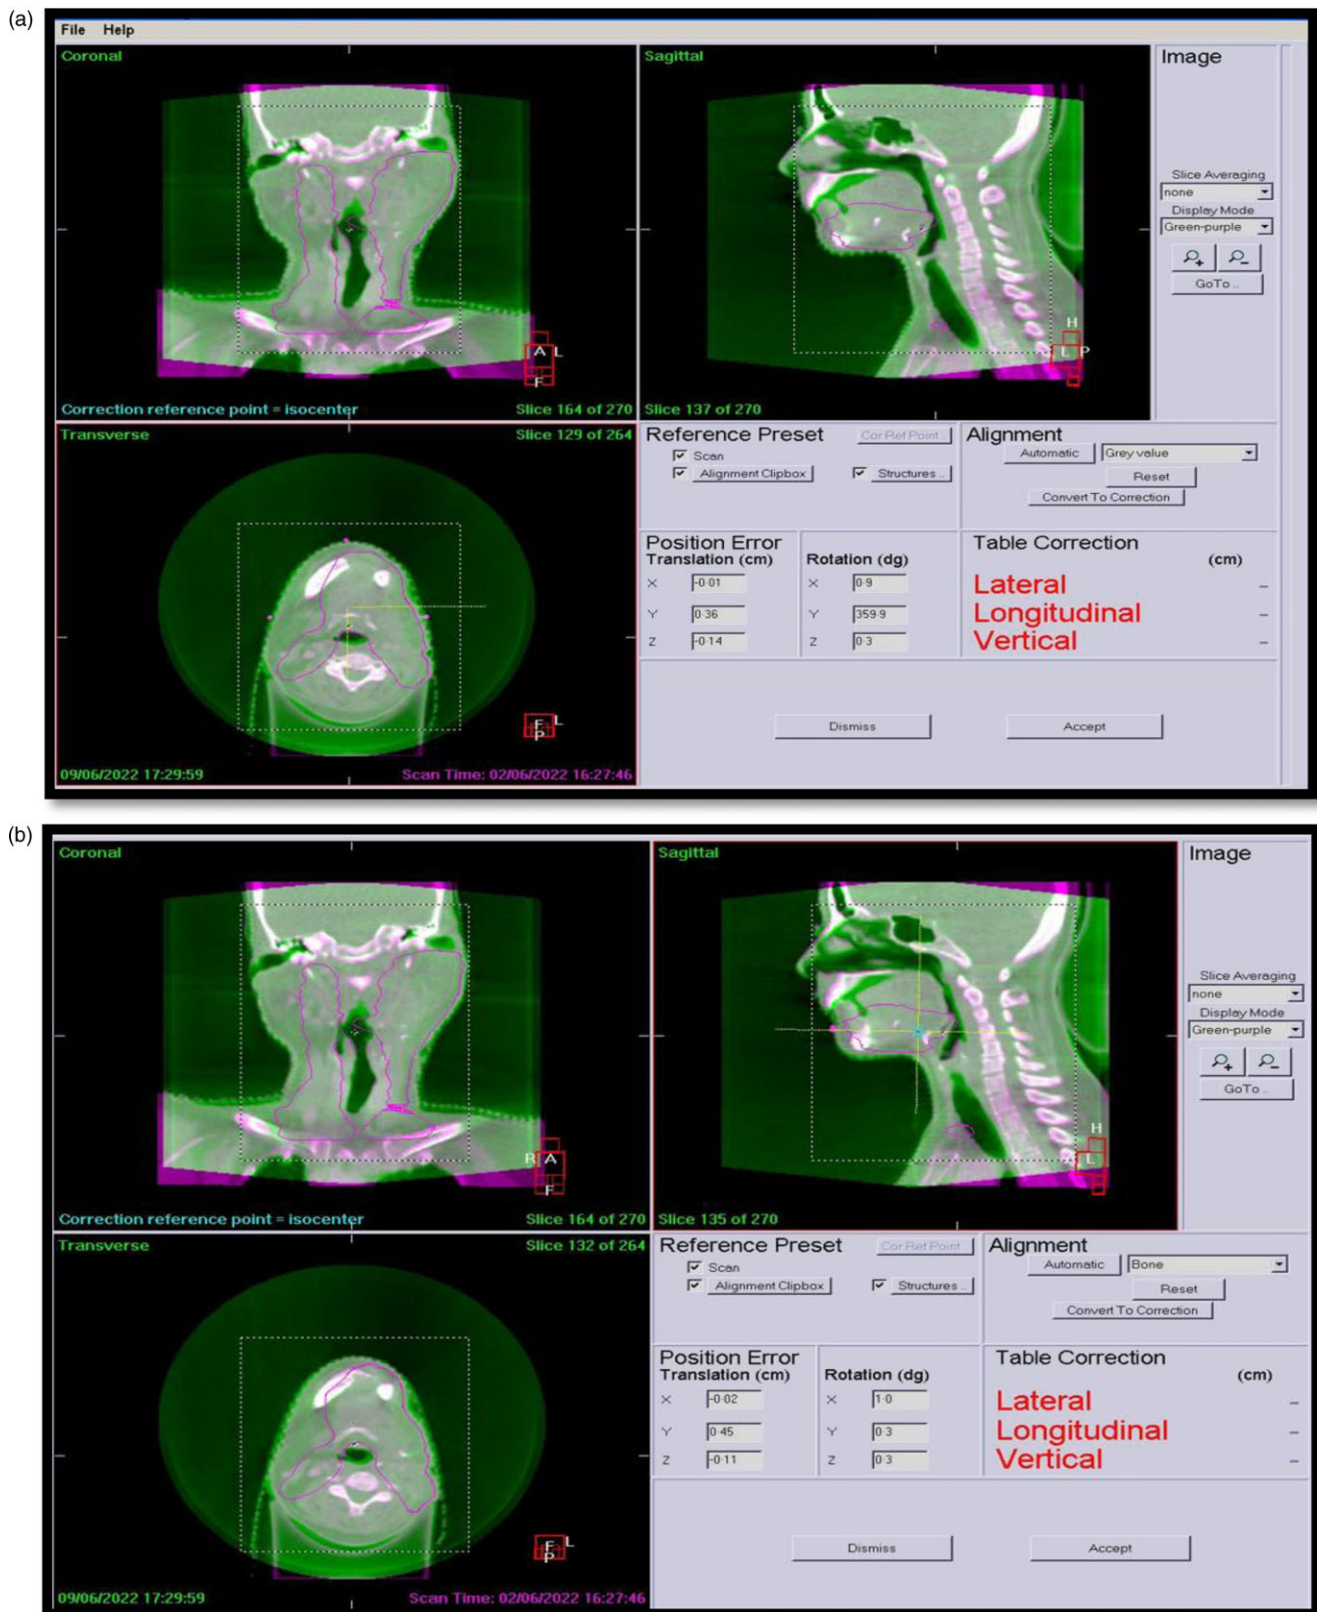 (a)
File Help
Coronal
Sagittal
Image
Slice Averaging
none
Display Mode
Green-purple
GoTo ..
A L
F
H
L P
Correction reference point = isocenter
Slice 164 of 270
Slice 137 of 270
Transverse
Slice 129 of 264
Reference Preset
Cor Ref Point ..
Scan
Alignment Clipbox
Structures ..
Alignment
Automatic
Grey value
Reset
Convert To Correction
Position Error
Translation (cm)
Rotation (dg)
X -0·01
Y 0·36
Z -0·14
X 0·9
Y 359·9
Z 0·3
Table Correction
(cm)
Lateral –
Longitudinal –
Vertical –
F L
P
Dismiss
Accept
09/06/2022 17:29:59
Scan Time: 02/06/2022 16:27:46
(b)
Coronal
Sagittal
Image
Slice Averaging
none
Display Mode
Green-purple
GoTo ..
R A
F
H
L
Correction reference point = isocenter
Slice 164 of 270
Slice 135 of 270
Transverse
Slice 132 of 264
Reference Preset
Cor Ref Point ..
Scan
Alignment Clipbox
Structures ..
Alignment
Automatic
Bone
Reset
Convert To Correction
Position Error
Translation (cm)
Rotation (dg)
X -0·02
Y 0·45
Z -0·11
X 1·0
Y 0·3
Z 0·3
Table Correction
(cm)
Lateral –
Longitudinal –
Vertical –
F L
P
Dismiss
Accept
09/06/2022 17:29:59
Scan Time: 02/06/2022 16:27:46